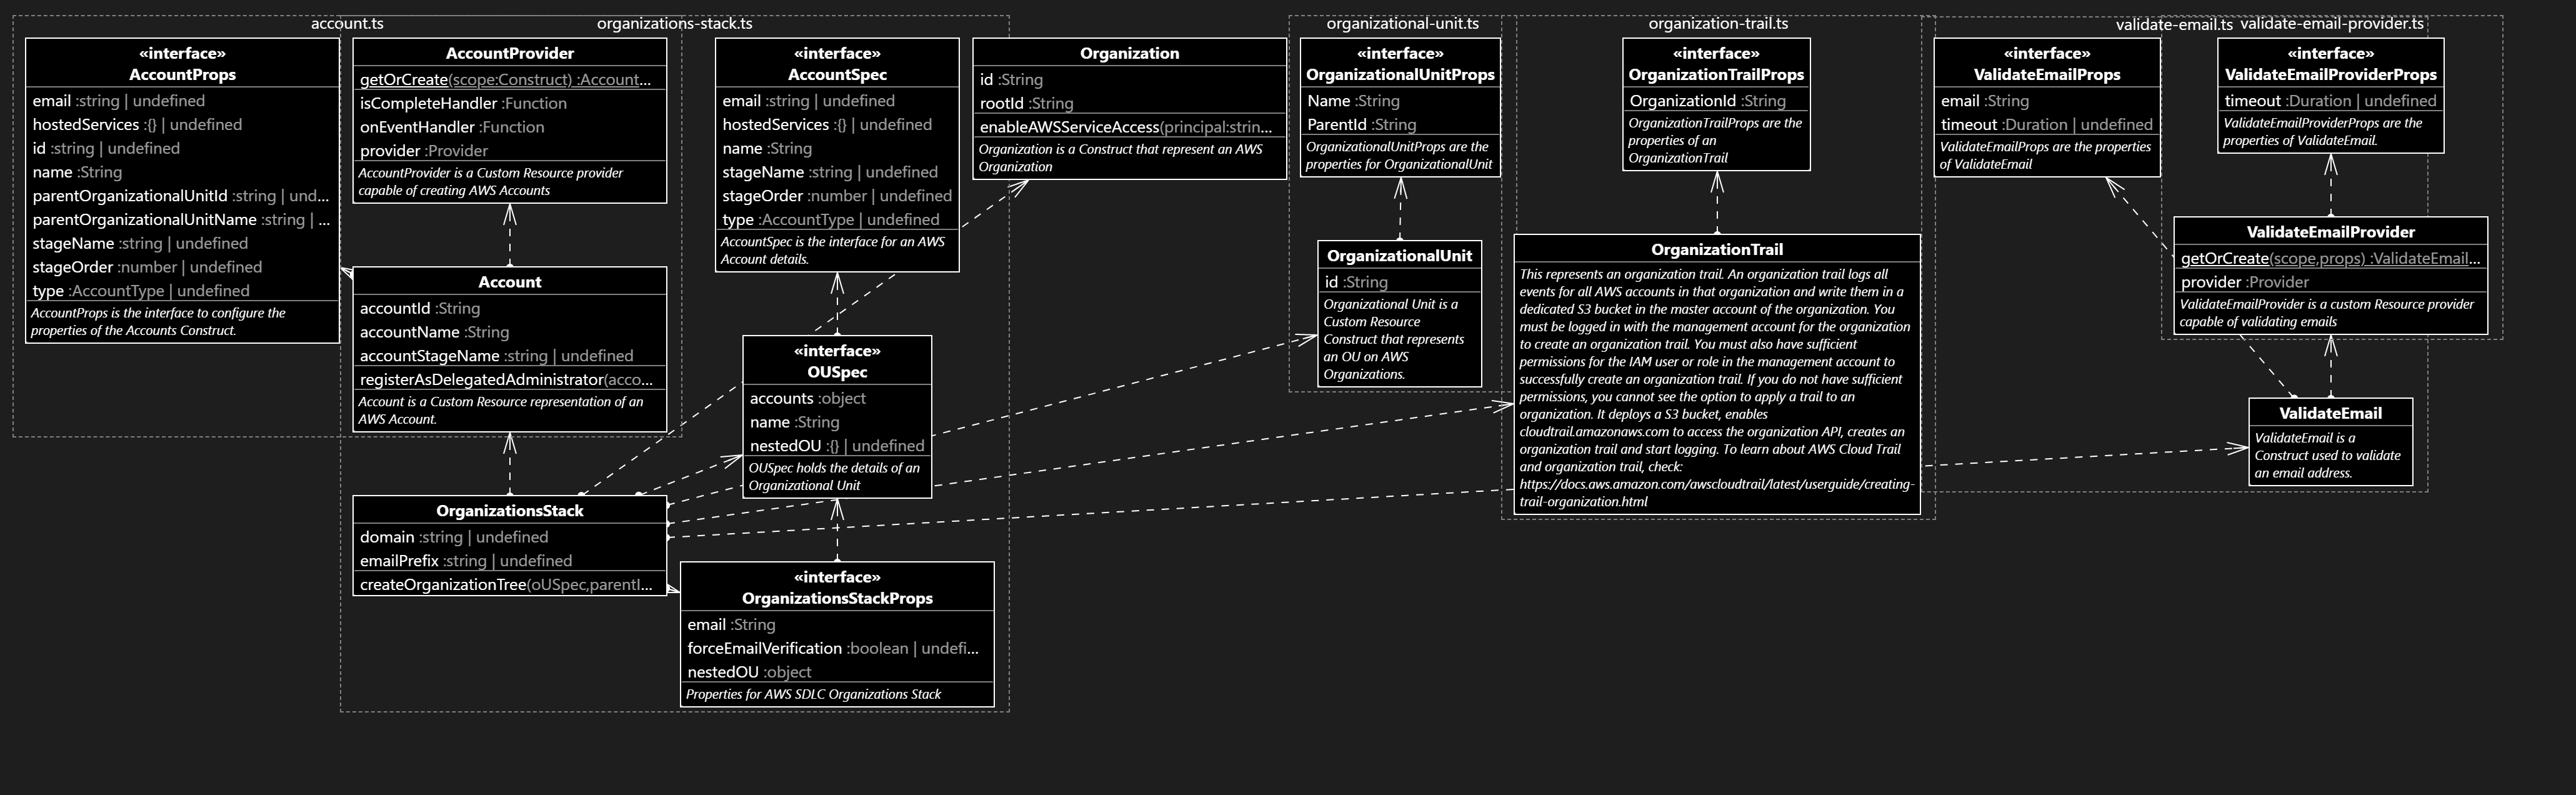 account.ts
organizations-stack.ts
organizational-unit.ts
organization-trail.ts
validate-email.ts
validate-email-provider.ts
«interface»
AccountProps
email :string | undefined
hostedServices :{} | undefined
id :string | undefined
name :String
parentOrganizationalUnitId :string | und...
parentOrganizationalUnitName :string | ...
stageName :string | undefined
stageOrder :number | undefined
type :AccountType | undefined
AccountProps is the interface to configure the
properties of the Accounts Construct.
AccountProvider
getOrCreate(scope:Construct) :Account...
isCompleteHandler :Function
onEventHandler :Function
provider :Provider
AccountProvider is a Custom Resource provider
capable of creating AWS Accounts
Account
accountId :String
accountName :String
accountStageName :string | undefined
registerAsDelegatedAdministrator(acco...
Account is a Custom Resource representation of an
AWS Account.
OrganizationsStack
domain :string | undefined
emailPrefix :string | undefined
createOrganizationTree(oUSpec,parentI...
«interface»
AccountSpec
email :string | undefined
hostedServices :{} | undefined
name :String
stageName :string | undefined
stageOrder :number | undefined
type :AccountType | undefined
AccountSpec is the interface for an AWS
Account details.
«interface»
OUSpec
accounts :object
name :String
nestedOU :{} | undefined
OUSpec holds the details of an
Organizational Unit
«interface»
OrganizationsStackProps
email :String
forceEmailVerification :boolean | undefi...
nestedOU :object
Properties for AWS SDLC Organizations Stack
Organization
id :String
rootId :String
enableAWSServiceAccess(principal:strin...
Organization is a Construct that represent an AWS
Organization
«interface»
OrganizationalUnitProps
Name :String
ParentId :String
OrganizationalUnitProps are the
properties for OrganizationalUnit
OrganizationalUnit
id :String
Organizational Unit is a
Custom Resource
Construct that represents
an OU on AWS
Organizations.
«interface»
OrganizationTrailProps
OrganizationId :String
OrganizationTrailProps are the
properties of an
OrganizationTrail
OrganizationTrail
This represents an organization trail. An organization trail logs all
events for all AWS accounts in that organization and write them in a
dedicated S3 bucket in the master account of the organization. You
must be logged in with the management account for the organization
to create an organization trail. You must also have sufficient
permissions for the IAM user or role in the management account to
successfully create an organization trail. If you do not have sufficient
permissions, you cannot see the option to apply a trail to an
organization. It deploys a S3 bucket, enables
cloudtrail.amazonaws.com to access the organization API, creates an
organization trail and start logging. To learn about AWS Cloud Trail
and organization trail, check:
https://docs.aws.amazon.com/awscloudtrail/latest/userguide/creating-
trail-organization.html
«interface»
ValidateEmailProps
email :String
timeout :Duration | undefined
ValidateEmailProps are the properties
of ValidateEmail
«interface»
ValidateEmailProviderProps
timeout :Duration | undefined
ValidateEmailProviderProps are the
properties of ValidateEmail.
ValidateEmailProvider
getOrCreate(scope,props) :ValidateEmail...
provider :Provider
ValidateEmailProvider is a custom Resource provider
capable of validating emails
ValidateEmail
ValidateEmail is a
Construct used to validate
an email address.